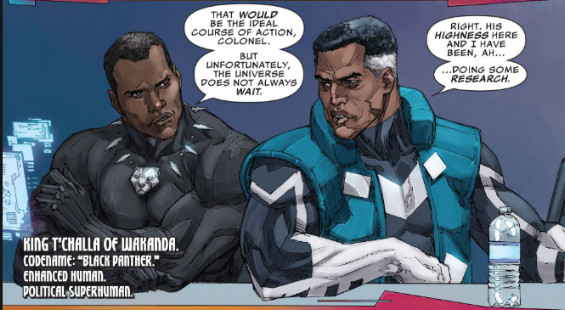 THAT WOULD
BE THE IDEAL
COURSE OF ACTION,
COLONEL.
BUT
UNFORTUNATELY,
THE UNIVERSE
DOES NOT ALWAYS
WAIT.
RIGHT. HIS
HIGHNESS HERE
AND I HAVE
BEEN, AH...
...DOING SOME
RESEARCH.
KING T'CHALLA OF WAKANDA.
CODENAME: "BLACK PANTHER."
ENHANCED HUMAN.
POLITICAL SUPERHUMAN.